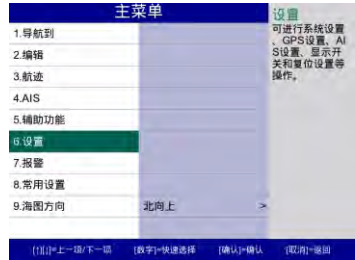 主菜单
1.导航到
2.编辑
3.航迹
4.AIS
5.辅助功能
6.设置
7.报警
8.常用设置
9.海图方向 北向上 >
设置
可进行系统设置
、GPS设置、AI
S设置、显示开
关和复位设置等
操作。
[↑][↓]=上一项/下一项 [数字]=快速选择 [确认]=确认 [取消]=返回